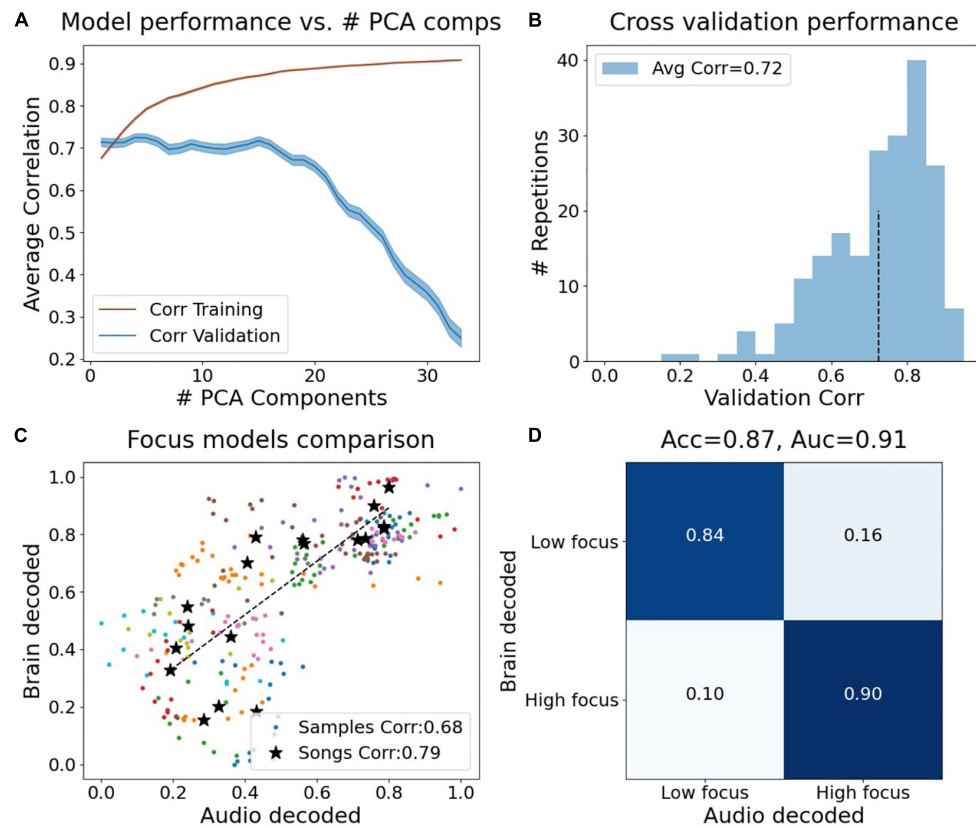 A Model performance vs. # PCA comps
0.9
0.8
0.7
0.6
0.5
0.4
0.3
0.2
Average Correlation
Corr Training
Corr Validation
0 10 20 30
# PCA Components
B Cross validation performance
40
30
20
10
0
# Repetitions
Avg Corr=0.72
0.0 0.2 0.4 0.6 0.8
Validation Corr
C Focus models comparison
1.0
0.8
0.6
0.4
0.2
0.0
Brain decoded
Samples Corr:0.68
Songs Corr:0.79
0.0 0.2 0.4 0.6 0.8 1.0
Audio decoded
D Acc=0.87, Auc=0.91
Brain decoded
Low focus 0.84 0.16
High focus 0.10 0.90
Low focus High focus
Audio decoded